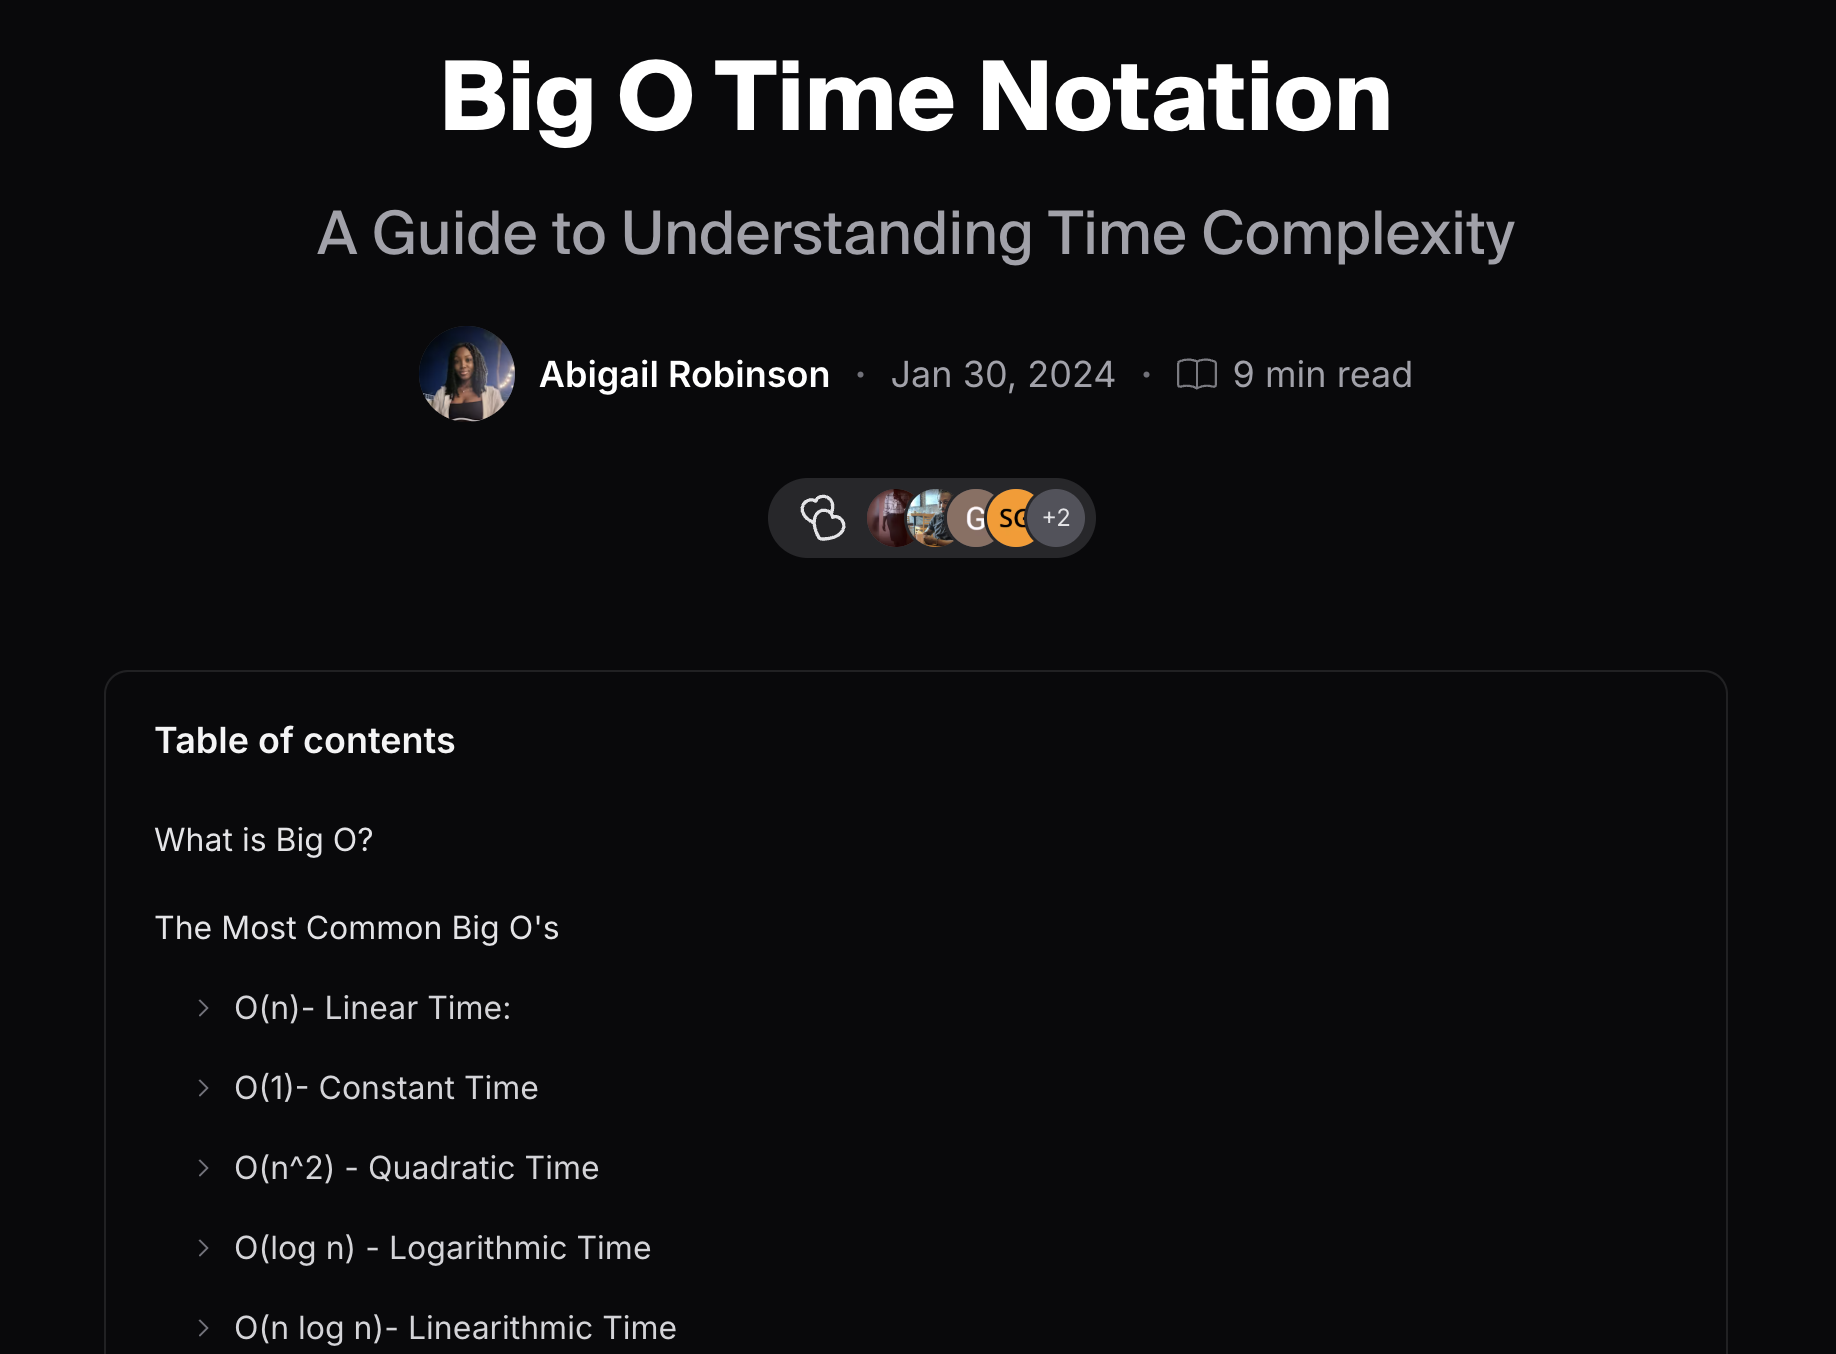 Big O Time Notation
A Guide to Understanding Time Complexity
Abigail Robinson · Jan 30, 2024 · 9 min read
G SG +2
Table of contents
What is Big O?
The Most Common Big O's
O(n)- Linear Time:
O(1)- Constant Time
O(n^2) - Quadratic Time
O(log n) - Logarithmic Time
O(n log n)- Linearithmic Time